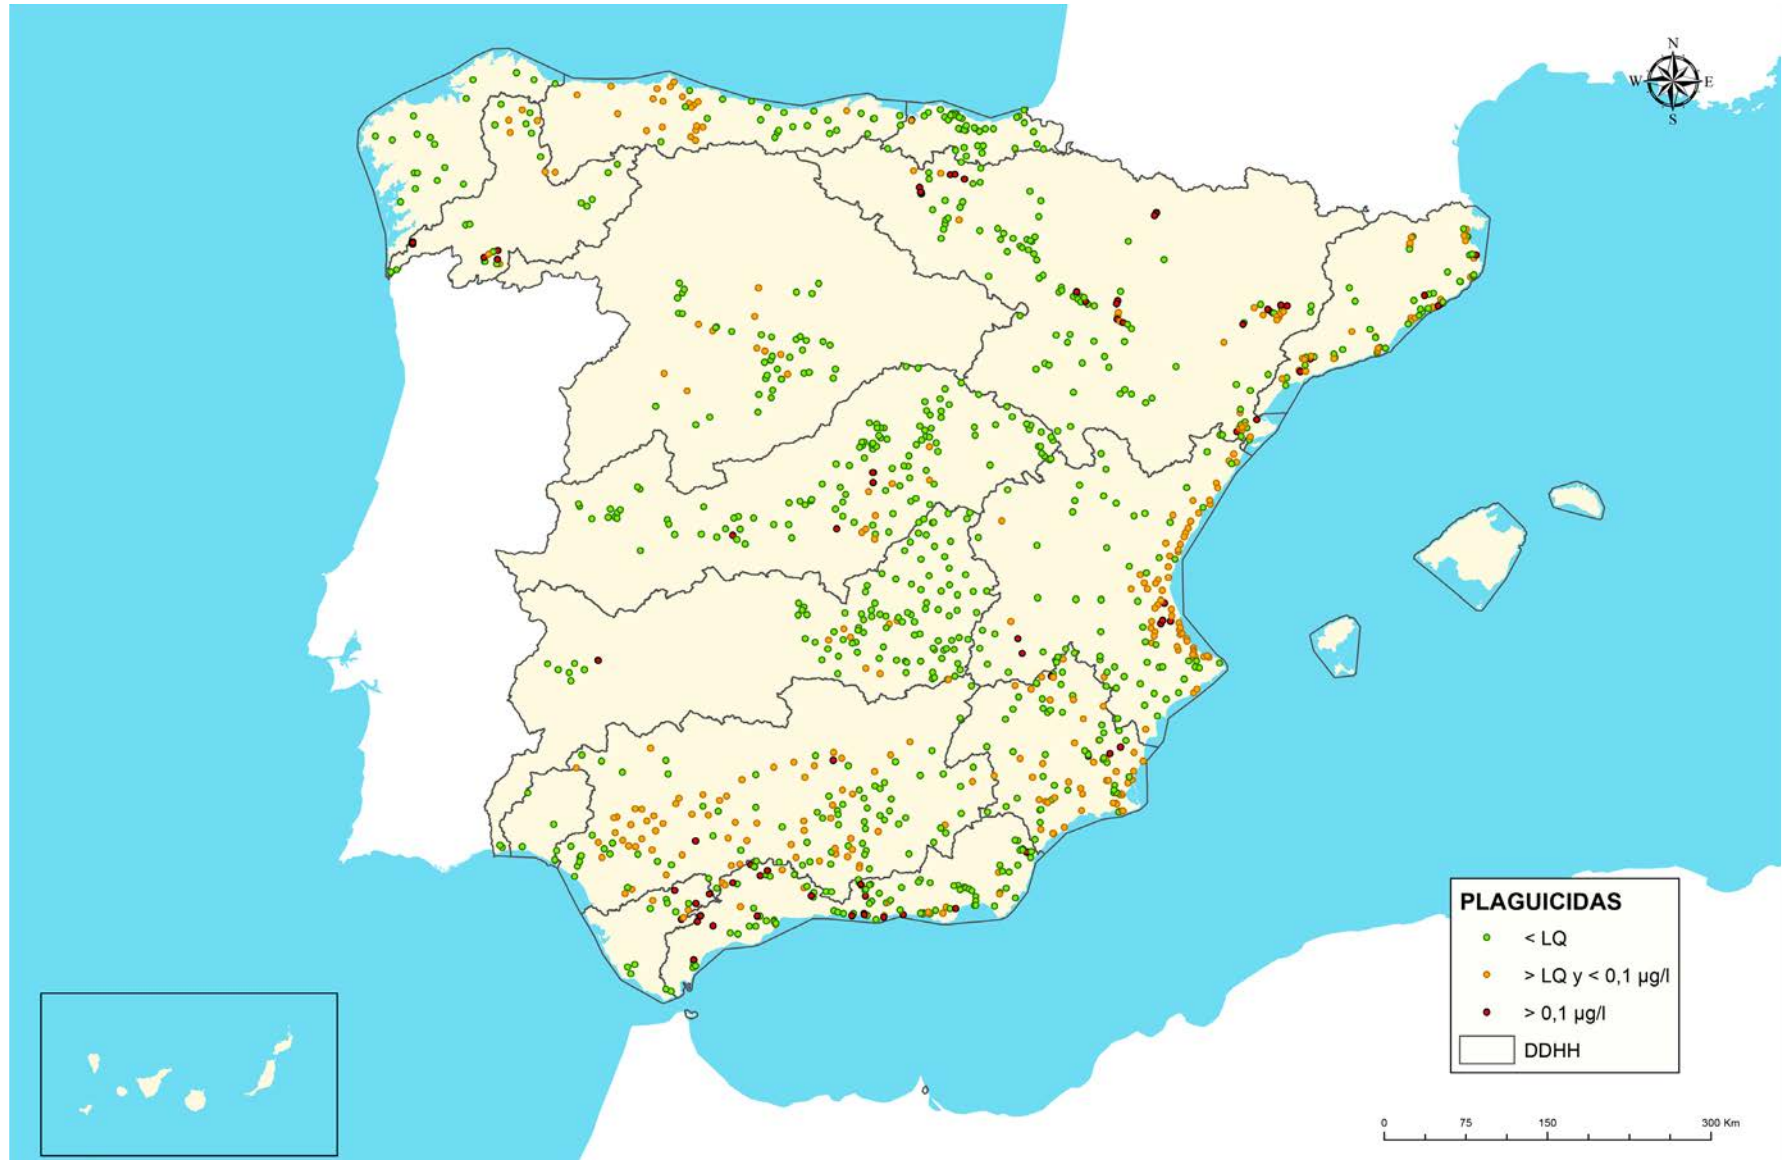 N
W E
S
PLAGUICIDAS
< LQ
> LQ y < 0,1 µg/l
> 0,1 µg/l
DDHH
0 75 150 300 Km